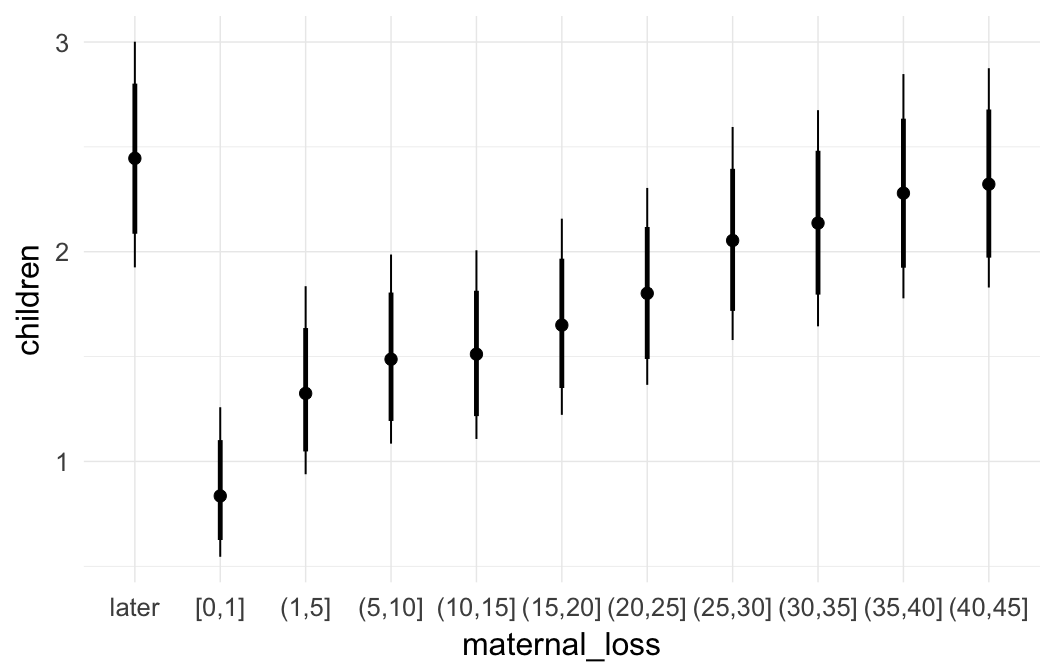 3
2
1
children
later [0,1] (1,5] (5,10] (10,15] (15,20] (20,25] (25,30] (30,35] (35,40] (40,45]
maternal_loss